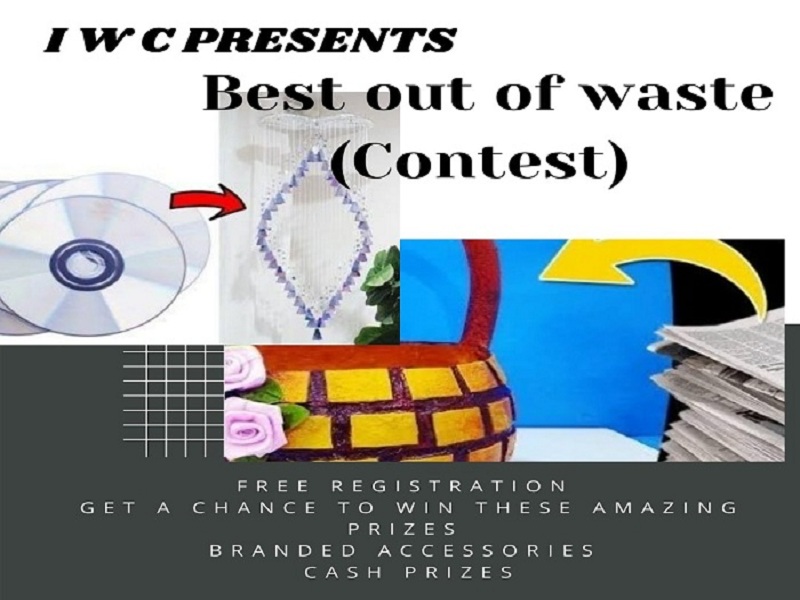 I W C PRESENTS
Best out of waste
(Contest)
FREE REGISTRATION
GET A CHANCE TO WIN THESE AMAZING
PRIZES
BRANDED ACCESSORIES
CASH PRIZES